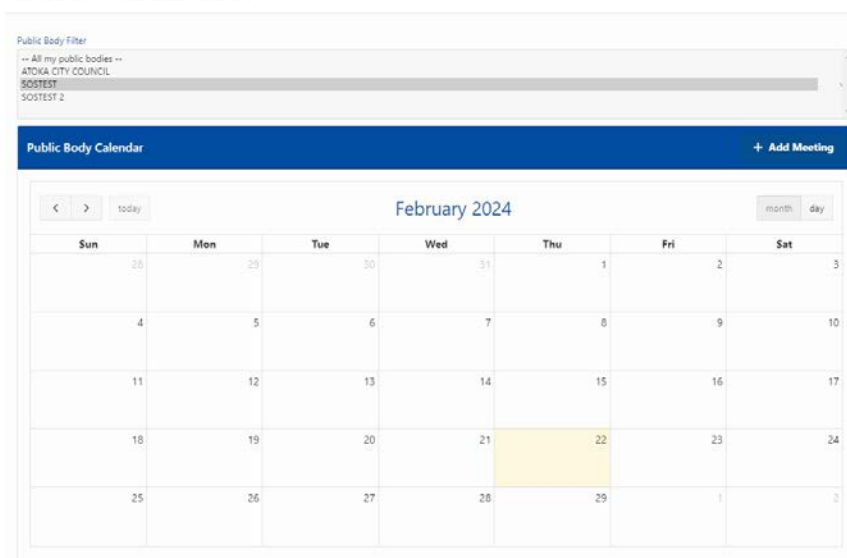 Public Body Filter
-- All my public bodies --
ATOKA CITY COUNCIL
SOSTEST
SOSTEST 2
Public Body Calendar + Add Meeting
< > today February 2024 month day
Sun Mon Tue Wed Thu Fri Sat
28 29 30 31 1 2 3
4 5 6 7 8 9 10
11 12 13 14 15 16 17
18 19 20 21 22 23 24
25 26 27 28 29 1 2